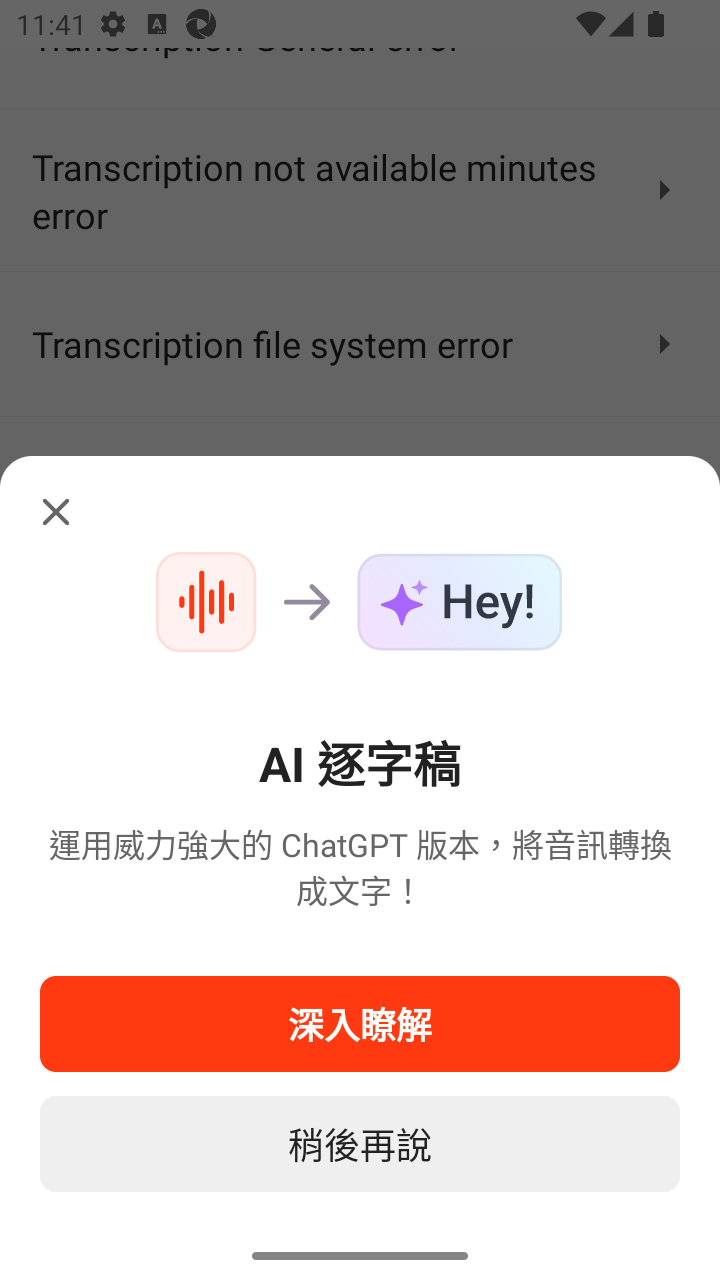 11:41
Transcription General error
Transcription not available minutes
error
Transcription file system error
Hey!
AI 逐字稿
運用威力強大的 ChatGPT 版本，將音訊轉換
成文字！
深入瞭解
稍後再說